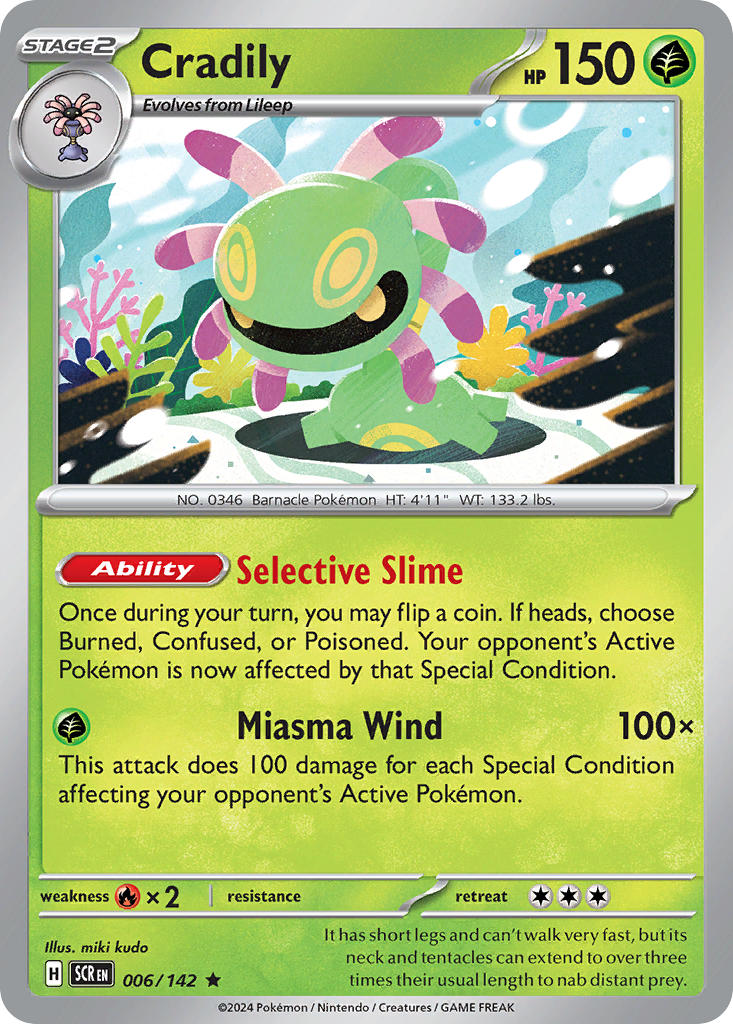 STAGE2
Cradily
HP 150
Evolves from Lileep
NO. 0346 Barnacle Pokémon HT: 4'11" WT: 133.2 lbs.
Ability Selective Slime
Once during your turn, you may flip a coin. If heads, choose
Burned, Confused, or Poisoned. Your opponent's Active
Pokémon is now affected by that Special Condition.
Miasma Wind 100×
This attack does 100 damage for each Special Condition
affecting your opponent's Active Pokémon.
weakness ×2 resistance retreat
Illus. miki kudo
H SCR EN 006/142 ★
It has short legs and can't walk very fast, but its
neck and tentacles can extend to over three
times their usual length to nab distant prey.
©2024 Pokémon / Nintendo / Creatures / GAME FREAK